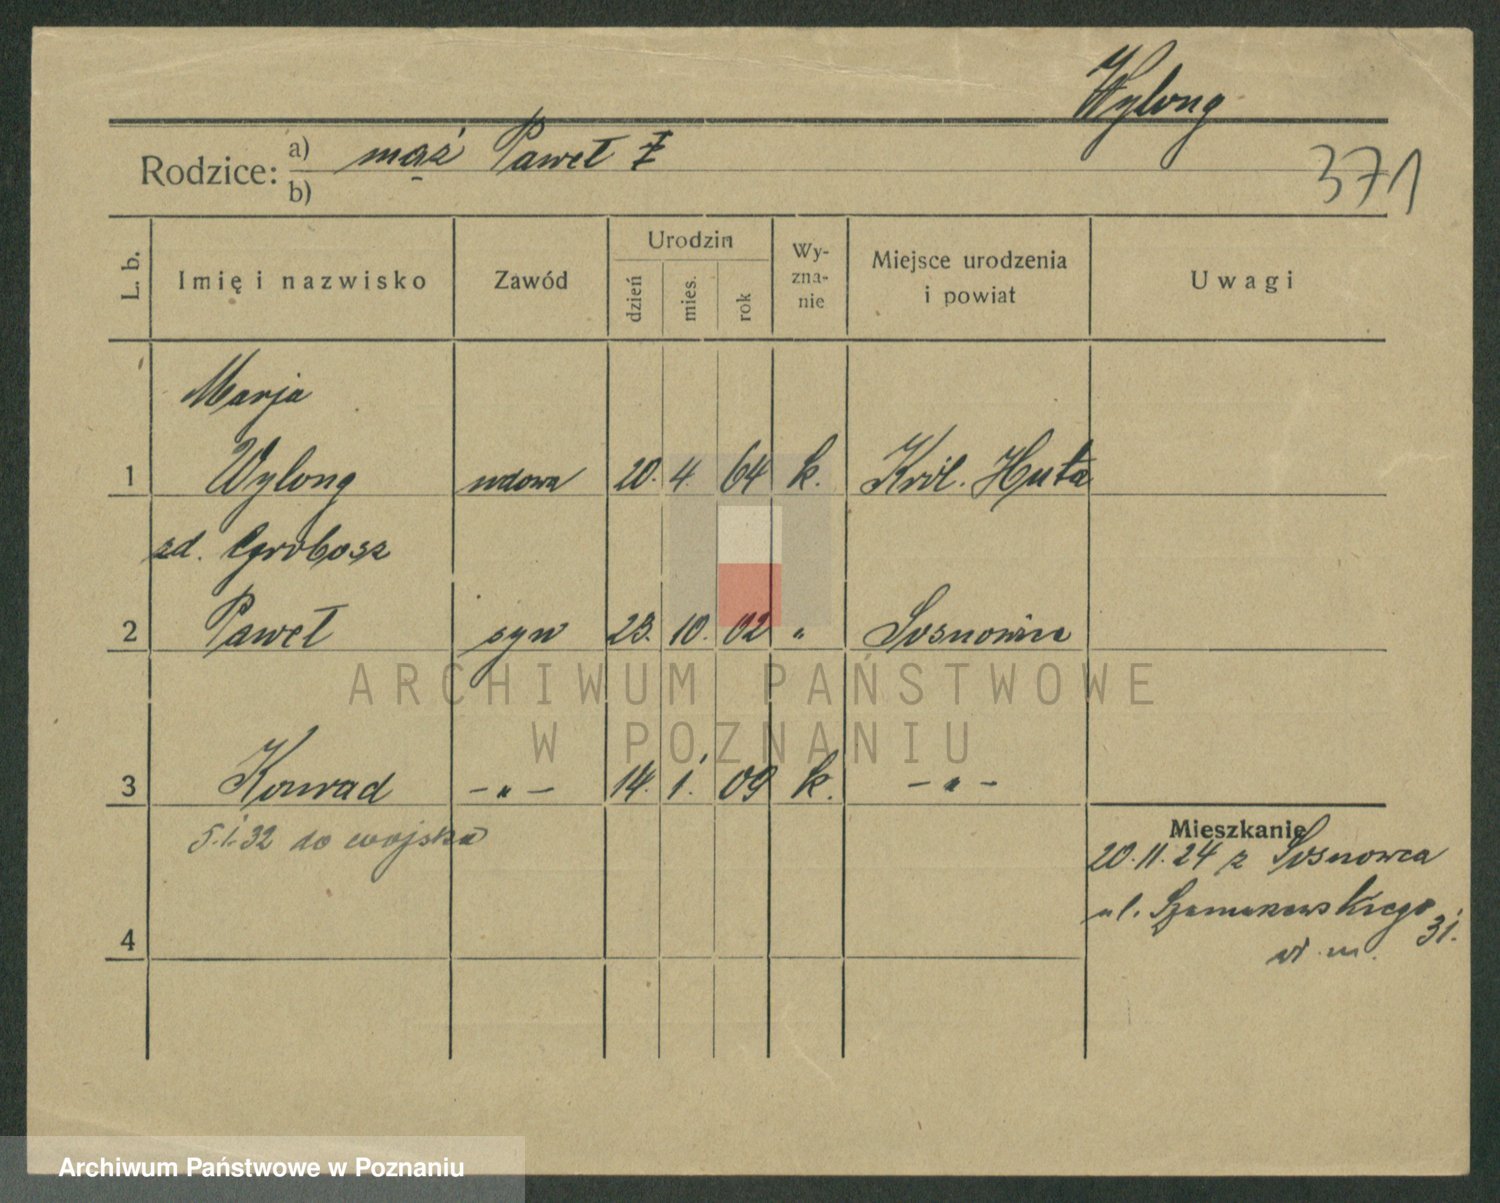 Wylong
Rodzice: a) mąż Paweł Ż
b)
371
L. b.
Imię i nazwisko
Zawód
Urodzin
dzień
mies.
rok
Wy-
zna-
nie
Miejsce urodzenia
i powiat
Uwagi
Marja
1 Wylong wdowa 20. 4. 64 k. Król. Huta
zd. Grobosz
2 Paweł syn 23. 10. 02 " Sosnowice
3 Konrad – " – 14. 1. 09 k. – " –
5.1.32 do wojska
4
Mieszkanie
20.11.24 z Sosnowca
ul. Szamarzewskiego
31.
w m.
ARCHIWUM PAŃSTWOWE
W POZNANIU
Archiwum Państwowe w Poznaniu